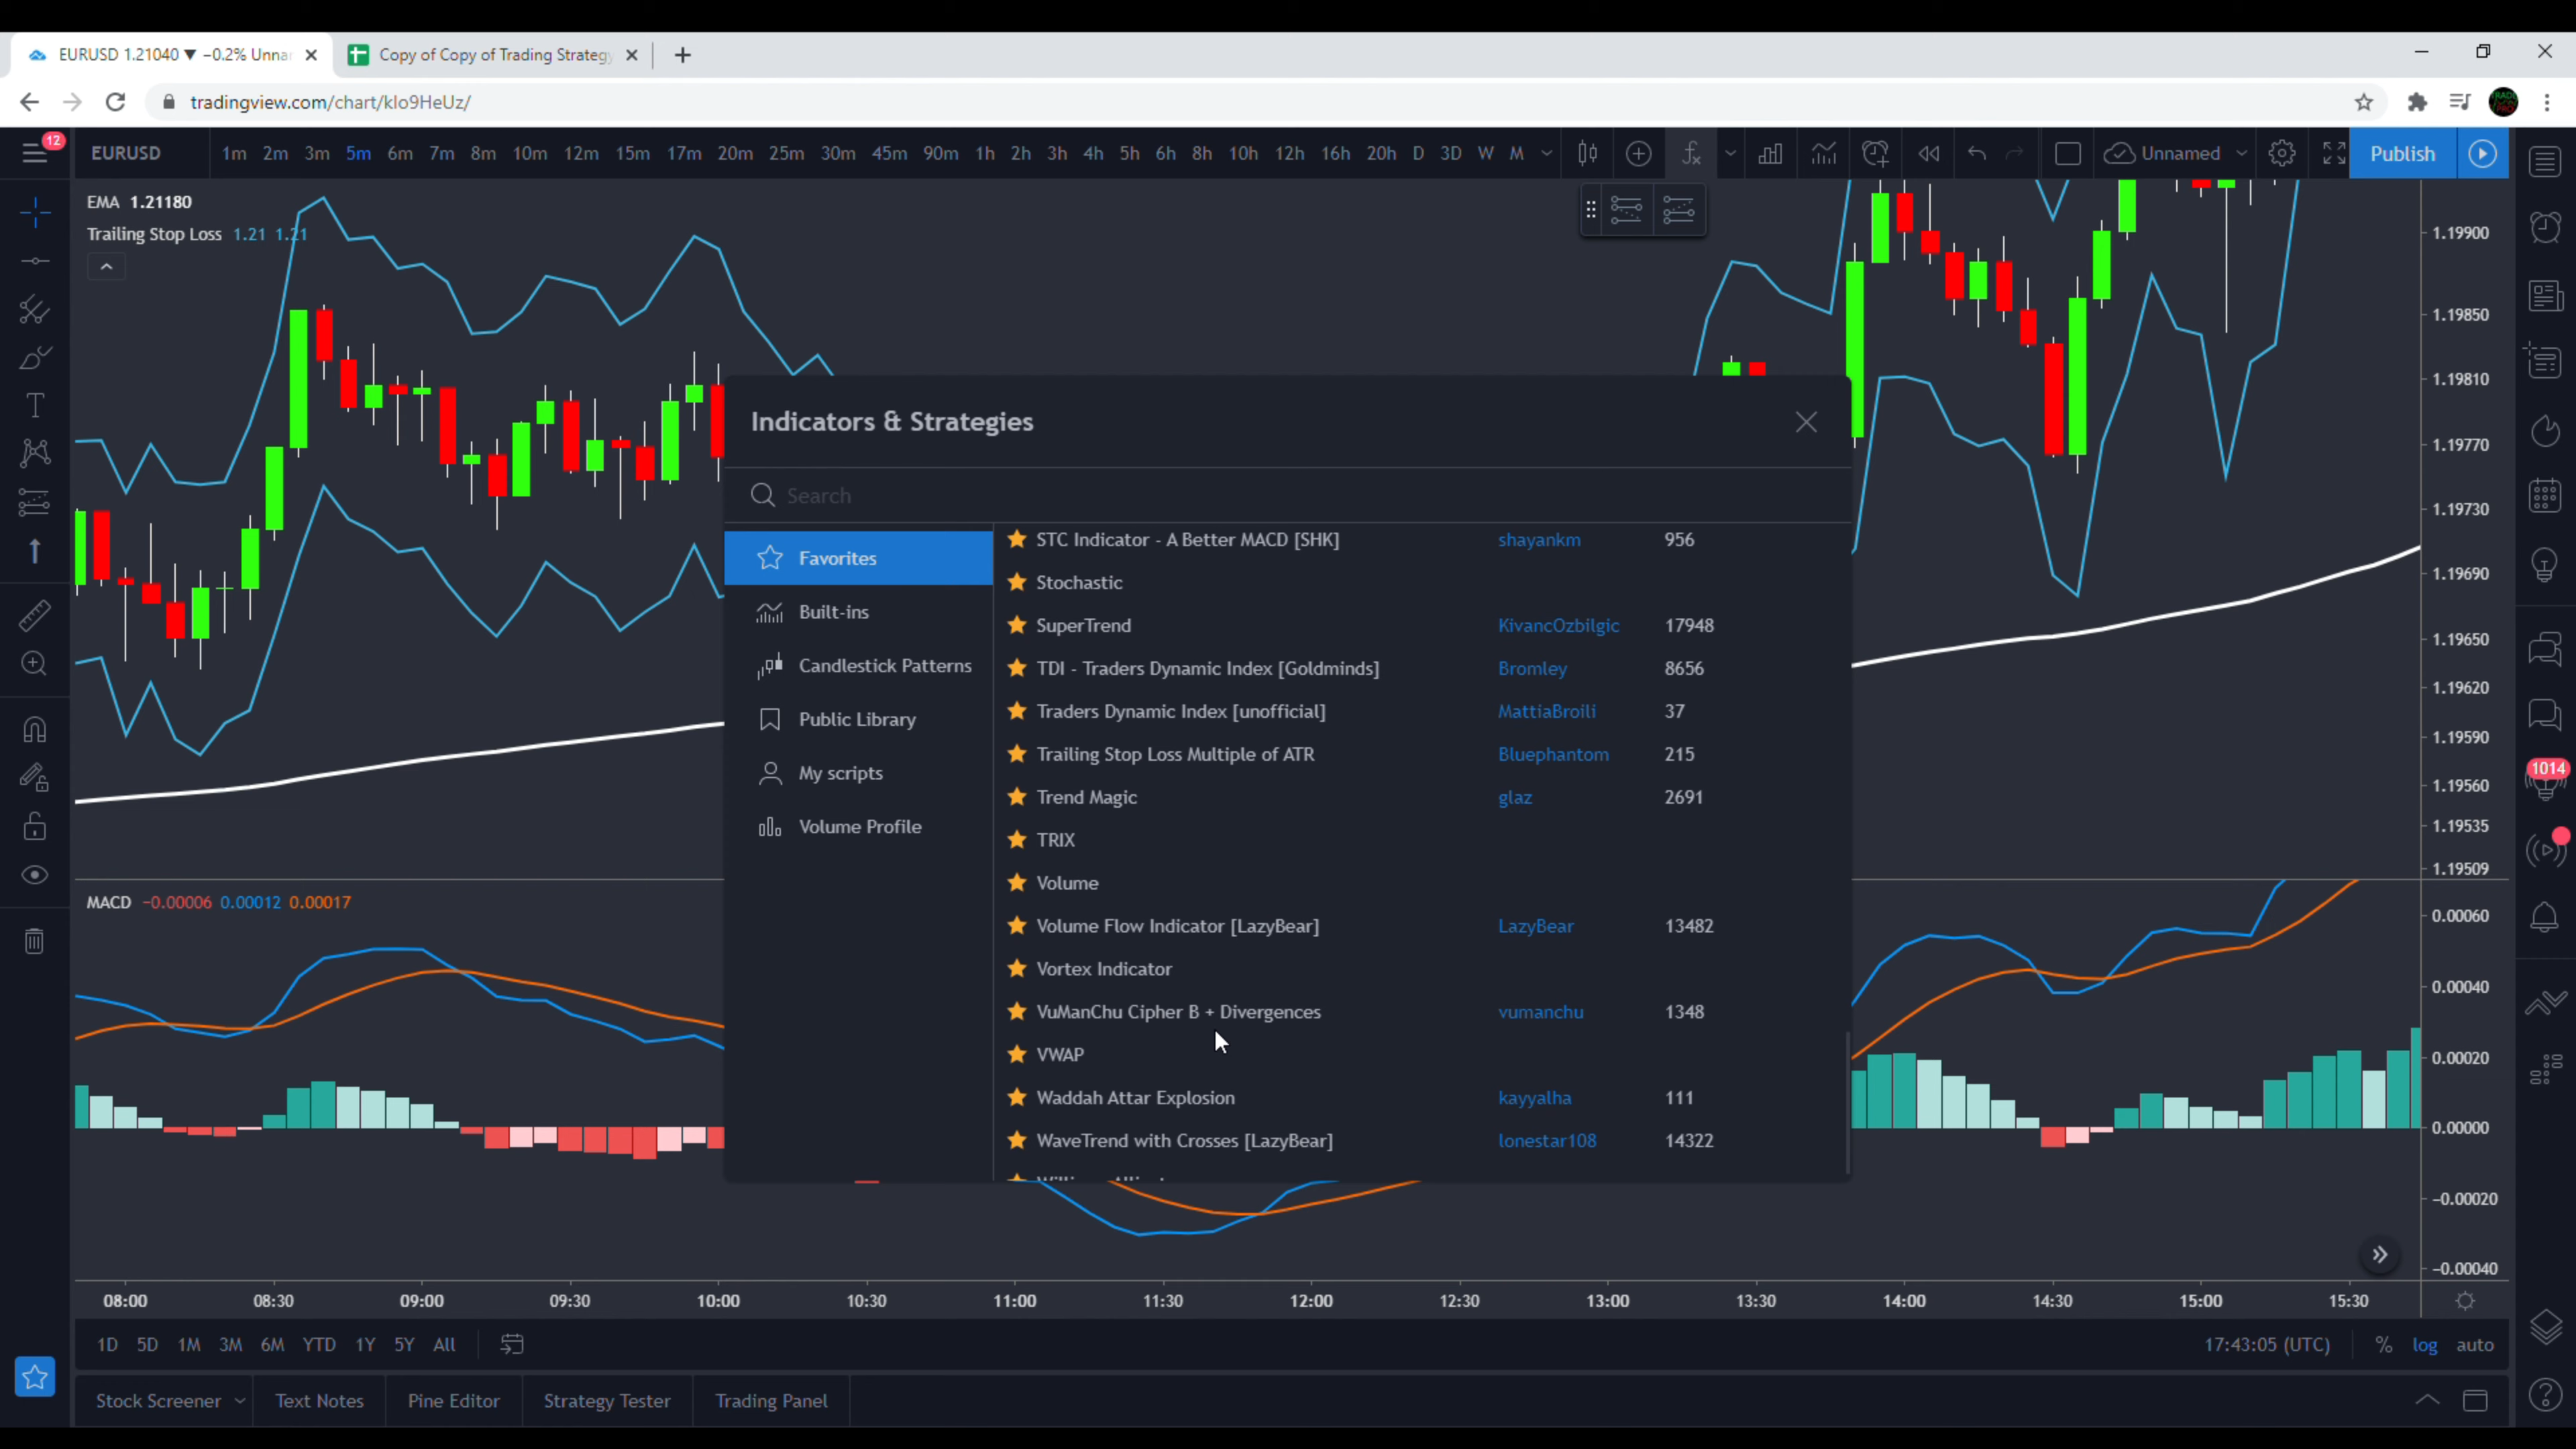 EURUSD 1.21040 ▼ −0.2% Unna
Copy of Copy of Trading Strategy
tradingview.com/chart/klo9HeUz/
12
EURUSD 1m 2m 3m 5m 6m 7m 8m 10m 12m 15m 17m 20m 25m 30m 45m 90m 1h 2h 3h 4h 5h 6h 8h 10h 12h 16h 20h D 3D W M Unnamed Publish
EMA 1.21180
Trailing Stop Loss 1.21 1.21
1.19900
1.19850
1.19810
1.19770
1.19730
1.19690
1.19650
1.19620
1.19590
1.19560
1.19535
1.19509
Indicators & Strategies
Search
Favorites
Built-ins
Candlestick Patterns
Public Library
My scripts
Volume Profile
STC Indicator - A Better MACD [SHK] shayankm 956
Stochastic
SuperTrend KivancOzbilgic 17948
TDI - Traders Dynamic Index [Goldminds] Bromley 8656
Traders Dynamic Index [unofficial] MattiaBroili 37
Trailing Stop Loss Multiple of ATR Bluephantom 215
Trend Magic glaz 2691
TRIX
Volume
Volume Flow Indicator [LazyBear] LazyBear 13482
Vortex Indicator
VuManChu Cipher B + Divergences vumanchu 1348
VWAP
Waddah Attar Explosion kayyalha 111
WaveTrend with Crosses [LazyBear] lonestar108 14322
1014
MACD −0.00006 0.00012 0.00017
0.00060
0.00040
0.00020
0.00000
−0.00020
−0.00040
08:00 08:30 09:00 09:30 10:00 10:30 11:00 11:30 12:00 12:30 13:00 13:30 14:00 14:30 15:00 15:30
1D 5D 1M 3M 6M YTD 1Y 5Y All 17:43:05 (UTC) % log auto
Stock Screener Text Notes Pine Editor Strategy Tester Trading Panel